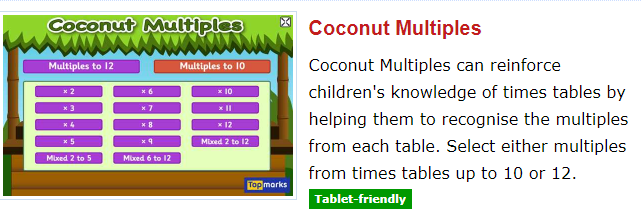 Coconut Multiples
Multiples to 12 Multiples to 10
× 2 × 6 × 10
× 3 × 7 × 11
× 4 × 8 × 12
× 5 × 9 Mixed 2 to 12
Mixed 2 to 5 Mixed 6 to 12
Topmarks
Coconut Multiples
Coconut Multiples can reinforce
children's knowledge of times tables by
helping them to recognise the multiples
from each table. Select either multiples
from times tables up to 10 or 12.
Tablet-friendly